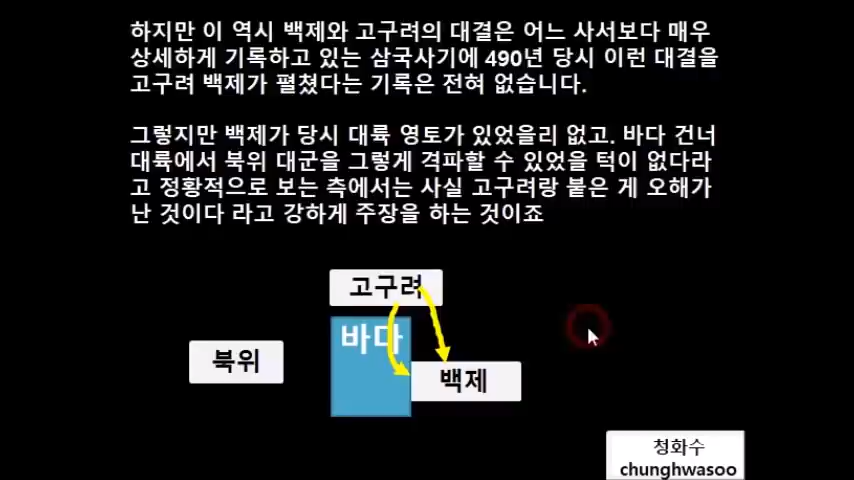 하지만 이 역시 백제와 고구려의 대결은 어느 사서보다 매우
상세하게 기록하고 있는 삼국사기에 490년 당시 이런 대결을
고구려 백제가 펼쳤다는 기록은 전혀 없습니다.
그렇지만 백제가 당시 대륙 영토가 있었을리 없고. 바다 건너
대륙에서 북위 대군을 그렇게 격파할 수 있었을 턱이 없다라
고 정황적으로 보는 측에서는 사실 고구려랑 붙은 게 오해가
난 것이다 라고 강하게 주장을 하는 것이죠
고구려
바다
북위
백제
청화수
chunghwasoo